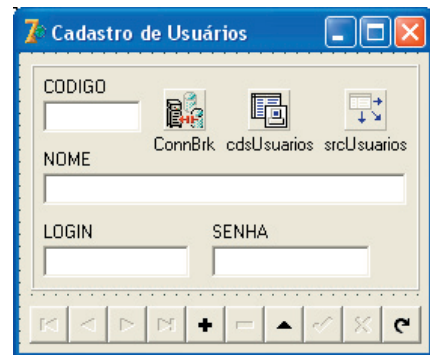 Cadastro de Usuários
CODIGO
ConnBrk cdsUsuarios srcUsuarios
NOME
LOGIN SENHA